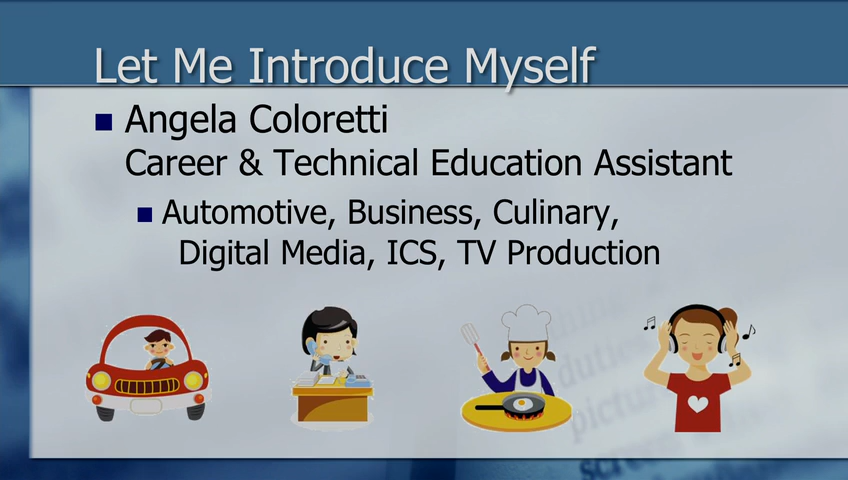 Let Me Introduce Myself
Angela Coloretti
Career & Technical Education Assistant
Automotive, Business, Culinary,
Digital Media, ICS, TV Production